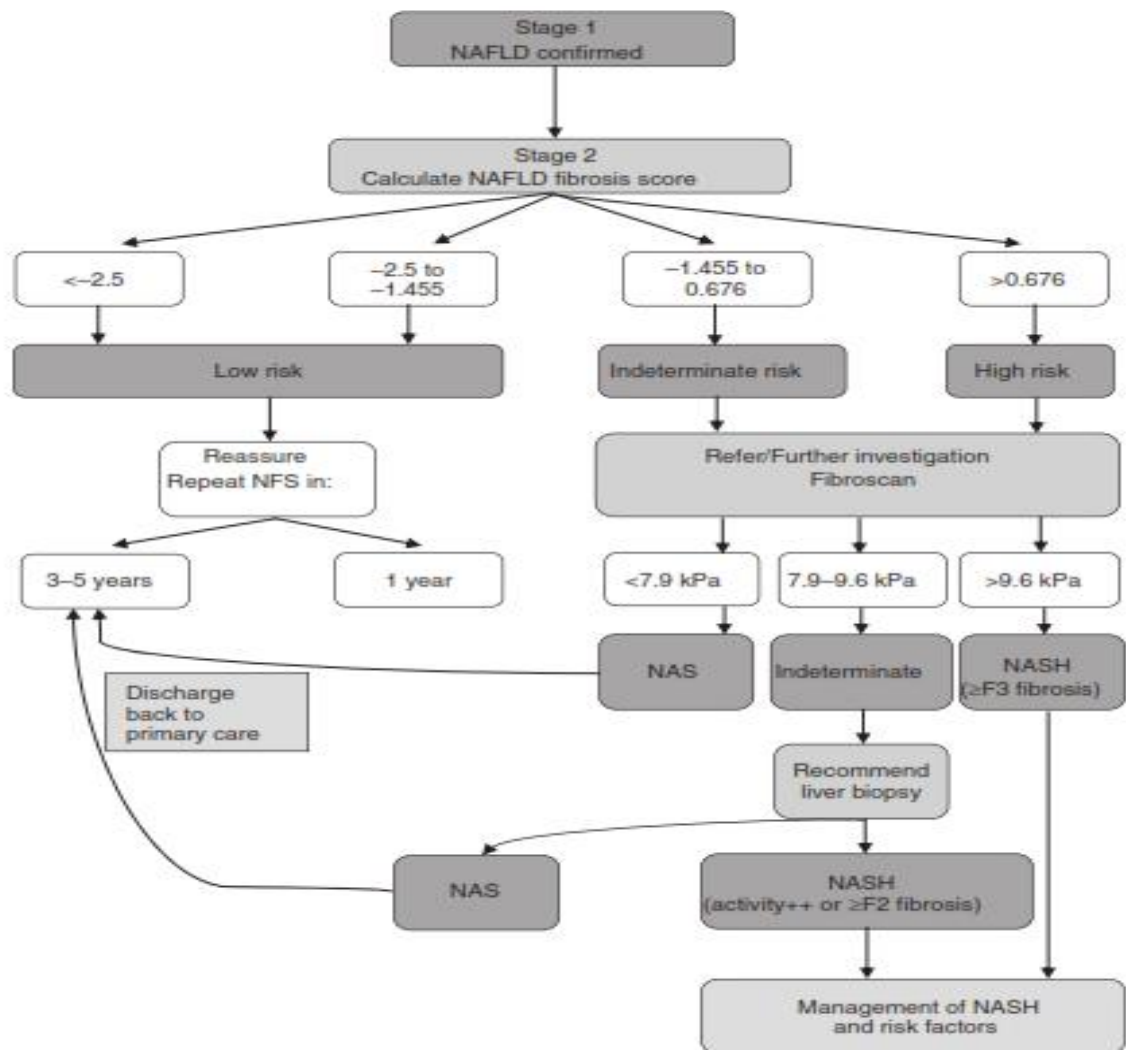 Stage 1
NAFLD confirmed
Stage 2
Calculate NAFLD fibrosis score
<–2.5
–2.5 to
–1.455
–1.455 to
0.676
>0.676
Low risk
Indeterminate risk
High risk
Reassure
Repeat NFS in:
Refer/Further investigation
Fibroscan
3–5 years
1 year
<7.9 kPa
7.9–9.6 kPa
>9.6 kPa
NAS
Indeterminate
NASH
(≥F3 fibrosis)
Discharge
back to
primary care
Recommend
liver biopsy
NAS
NASH
(activity++ or ≥F2 fibrosis)
Management of NASH
and risk factors